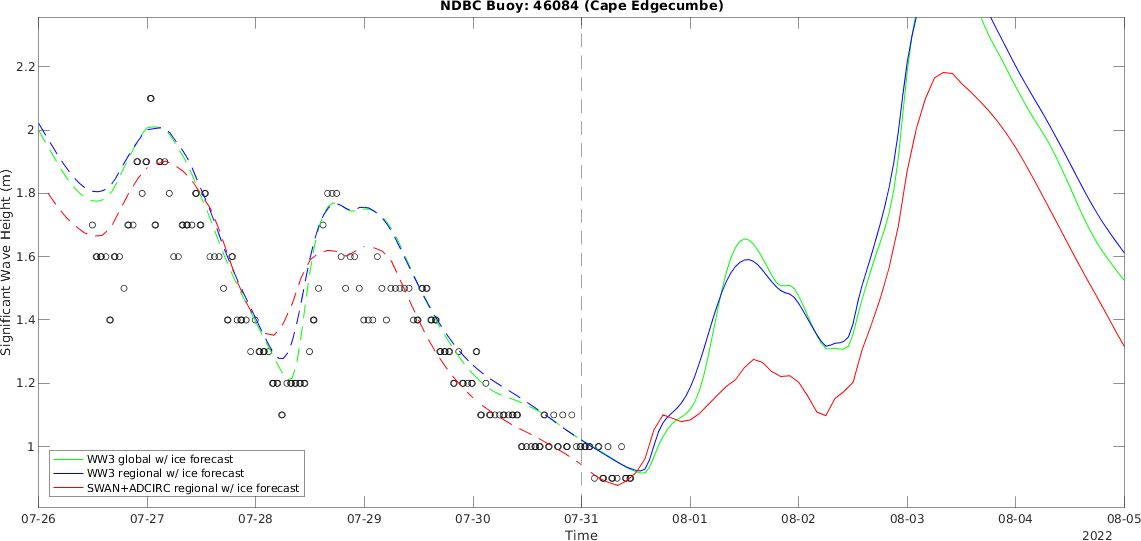 NDBC Buoy: 46084 (Cape Edgecumbe)
Significant Wave Height (m)
2.2
2
1.8
1.6
1.4
1.2
1
WW3 global w/ ice forecast
WW3 regional w/ ice forecast
SWAN+ADCIRC regional w/ ice forecast
07-26 07-27 07-28 07-29 07-30 07-31 08-01 08-02 08-03 08-04 08-05
Time
2022